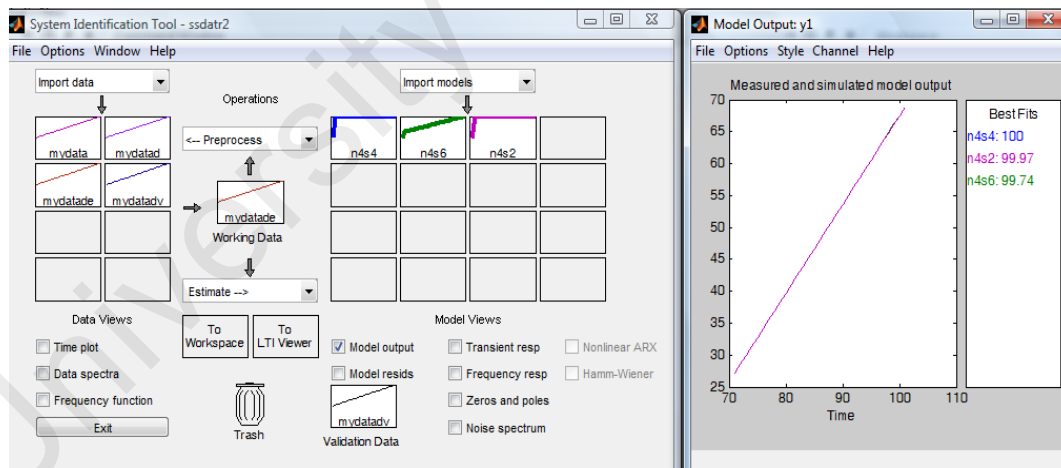 System Identification Tool - ssdatr2
File Options Window Help
Import data
Operations
Import models
mydata
mydatad
<-- Preprocess
n4s4
n4s6
n4s2
mydatade
mydatadv
mydatade
Working Data
Estimate -->
Data Views
To Workspace
To LTI Viewer
Model Views
Time plot
Model output
Transient resp
Nonlinear ARX
Data spectra
Model resids
Frequency resp
Hamm-Wiener
Frequency function
Zeros and poles
Exit
Trash
mydatadv
Validation Data
Noise spectrum
Model Output: y1
File Options Style Channel Help
Measured and simulated model output
70
65
60
55
50
45
40
35
30
25
70 80 90 100 110
Time
Best Fits
n4s4: 100
n4s2: 99.97
n4s6: 99.74
University